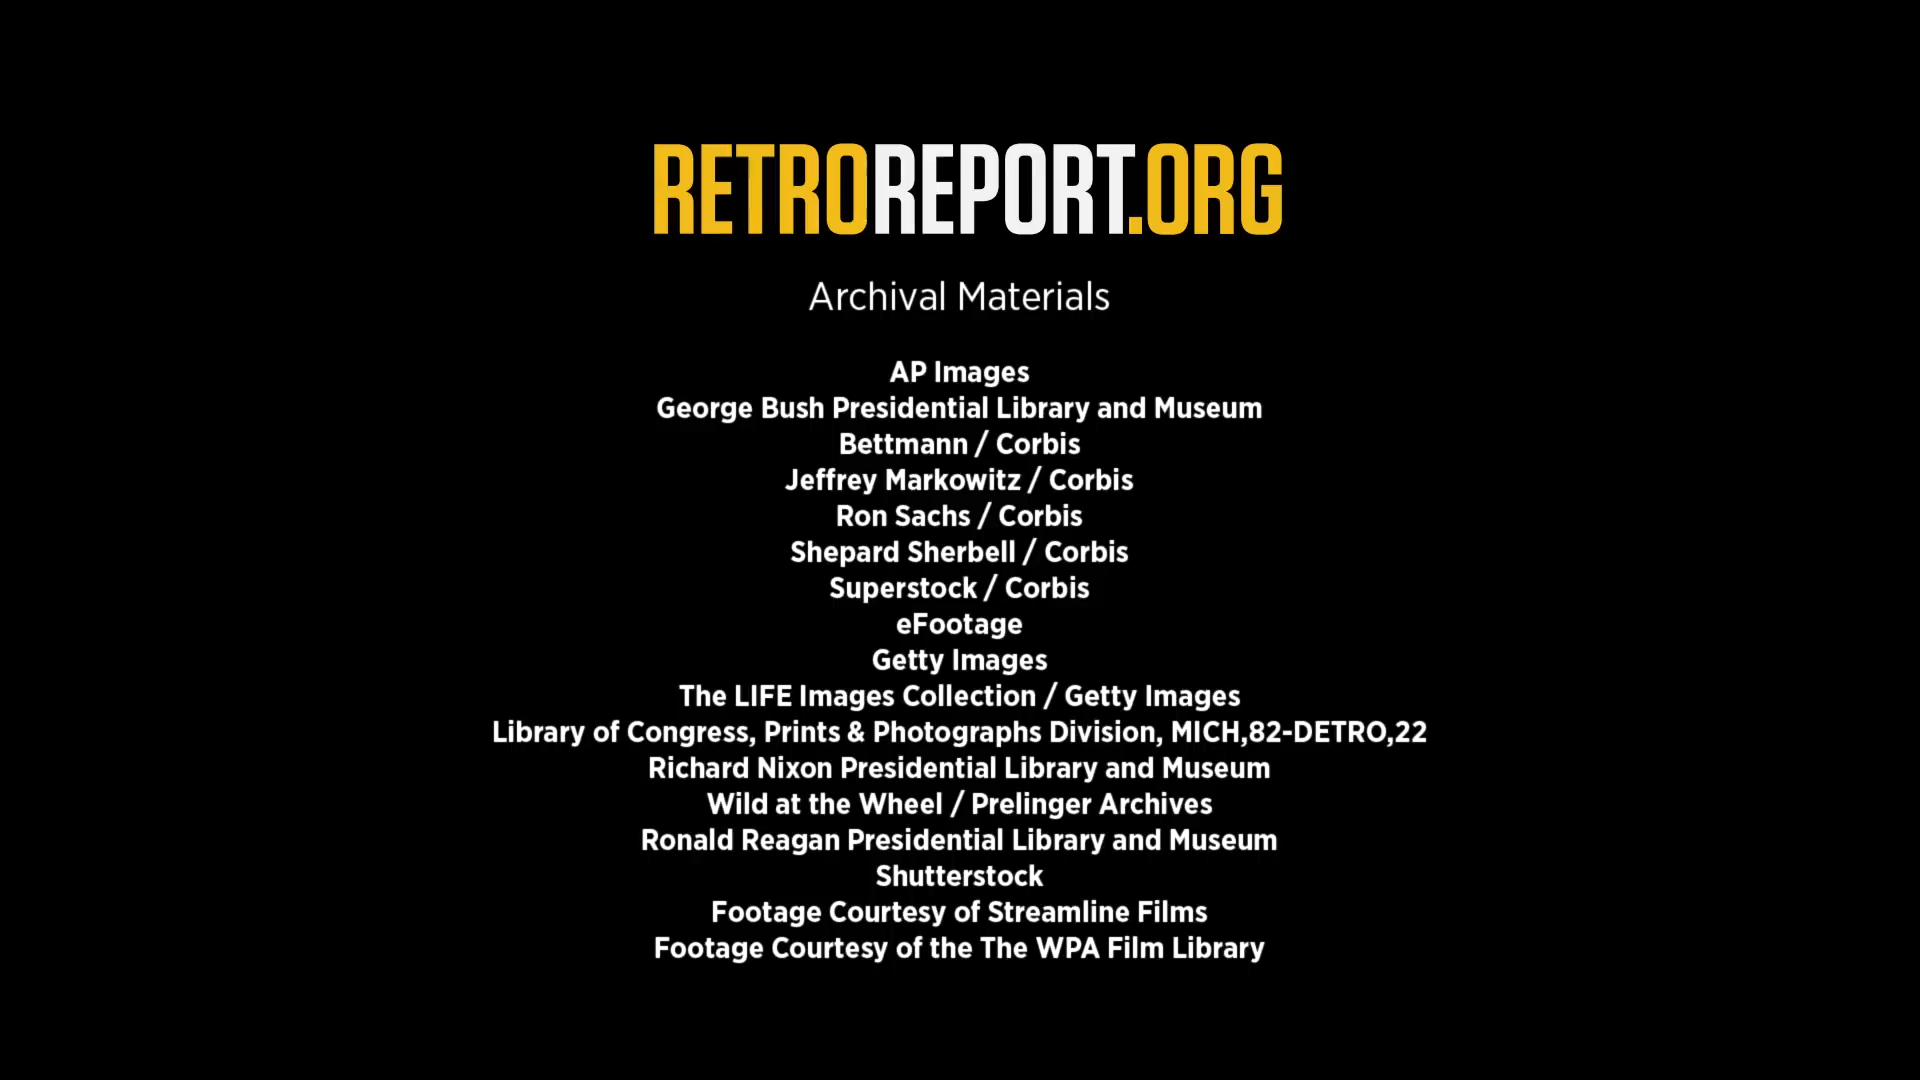 RETROREPORT.ORG
Archival Materials
AP Images
George Bush Presidential Library and Museum
Bettmann / Corbis
Jeffrey Markowitz / Corbis
Ron Sachs / Corbis
Shepard Sherbell / Corbis
Superstock / Corbis
eFootage
Getty Images
The LIFE Images Collection / Getty Images
Library of Congress, Prints & Photographs Division, MICH,82-DETRO,22
Richard Nixon Presidential Library and Museum
Wild at the Wheel / Prelinger Archives
Ronald Reagan Presidential Library and Museum
Shutterstock
Footage Courtesy of Streamline Films
Footage Courtesy of the The WPA Film Library